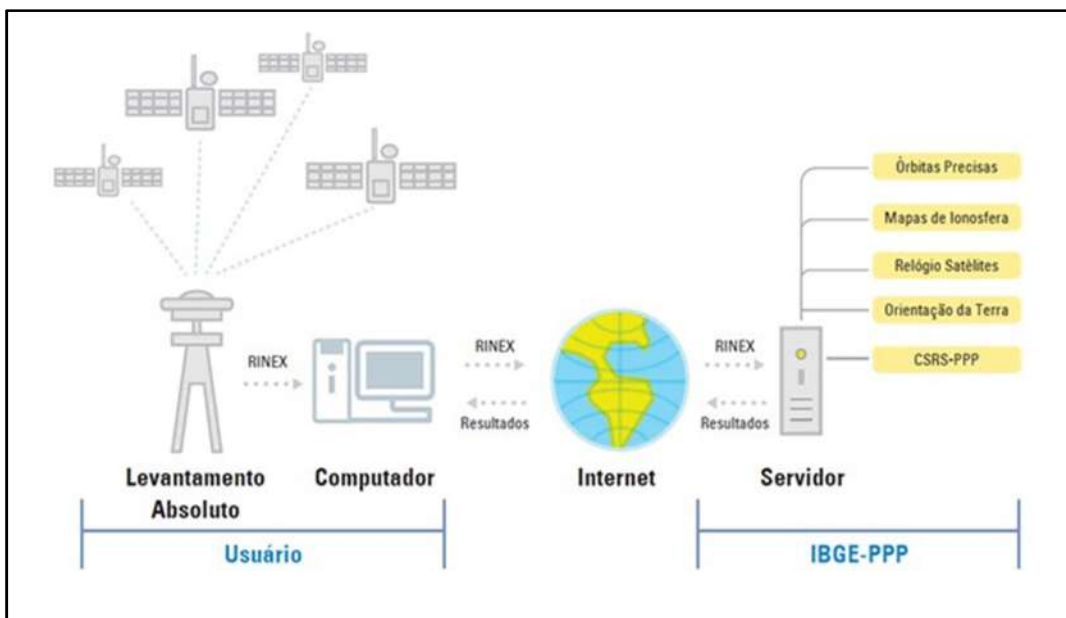 Órbitas Precisas
Mapas de Ionosfera
Relógio Satèlites
Orientação da Terra
CSRS-PPP
RINEX
RINEX
RINEX
Resultados
Resultados
Levantamento
Absoluto
Computador
Internet
Servidor
Usuário
IBGE-PPP